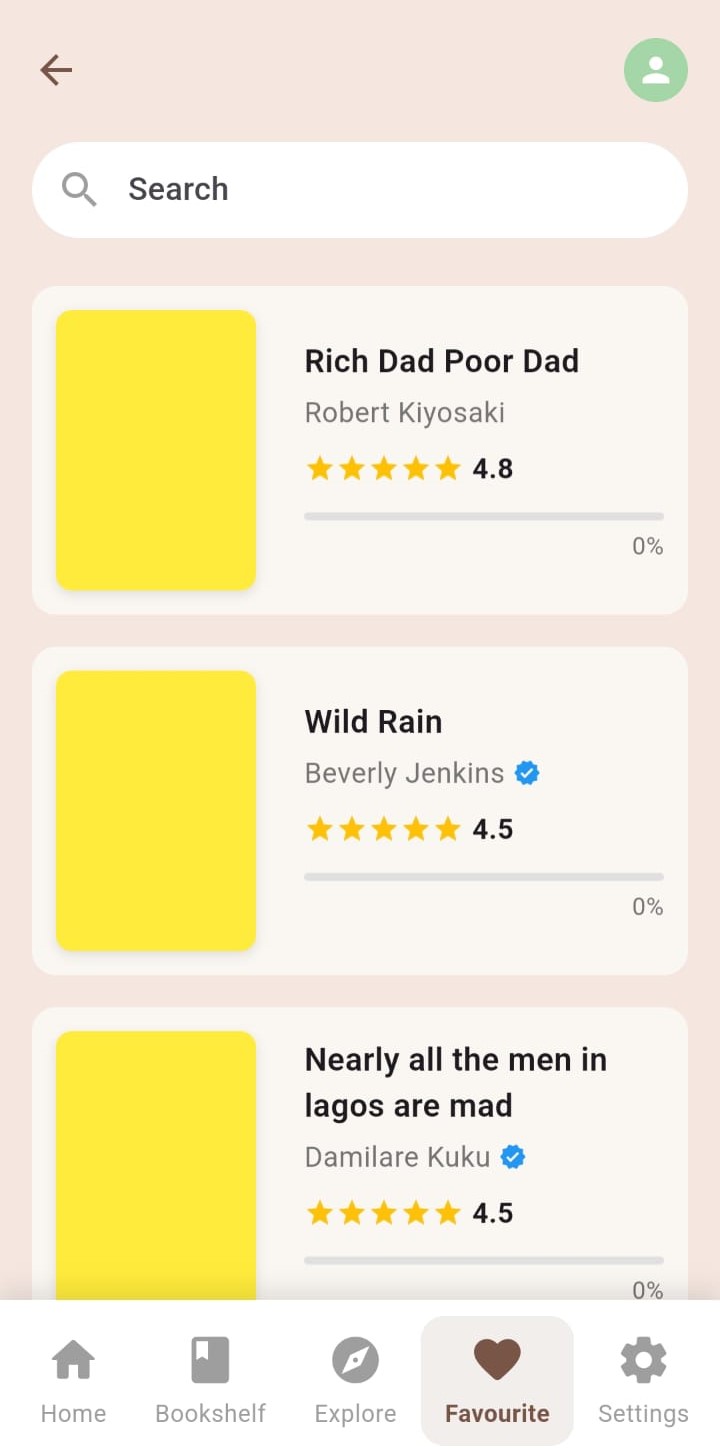 Search
Rich Dad Poor Dad
Robert Kiyosaki
4.8
0%
Wild Rain
Beverly Jenkins
4.5
0%
Nearly all the men in
lagos are mad
Damilare Kuku
4.5
0%
Home
Bookshelf
Explore
Favourite
Settings